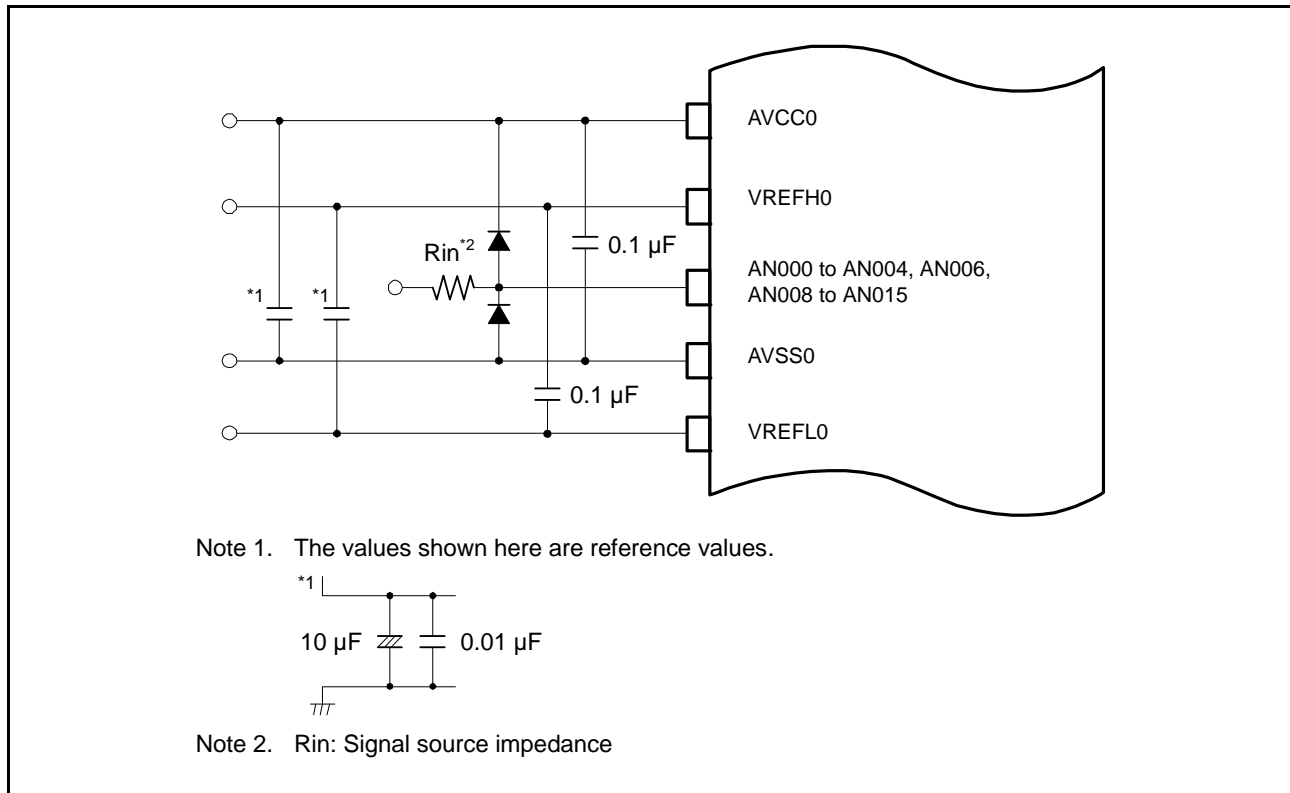 AVCC0
VREFH0
Rin*2
0.1 µF
AN000 to AN004, AN006,
AN008 to AN015
*1
*1
AVSS0
0.1 µF
VREFL0
Note 1. The values shown here are reference values.
*1
10 µF
0.01 µF
Note 2. Rin: Signal source impedance